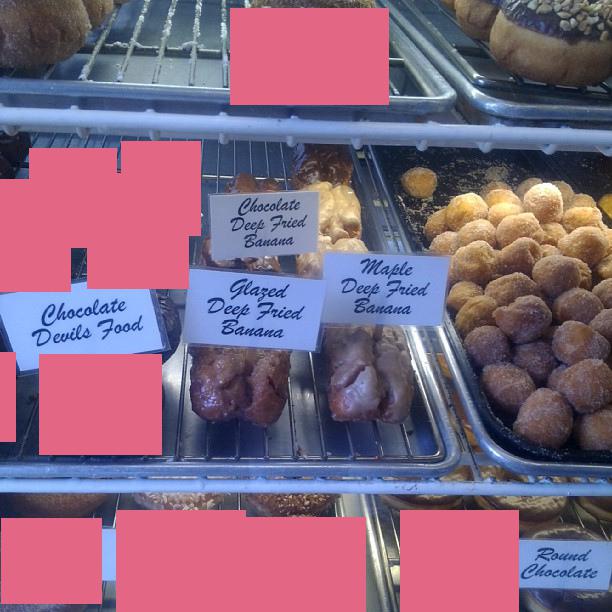 Chocolate
Deep Fried
Banana
Maple
Deep Fried
Banana
Glazed
Deep Fried
Banana
Chocolate
Devils Food
Round
Chocolate